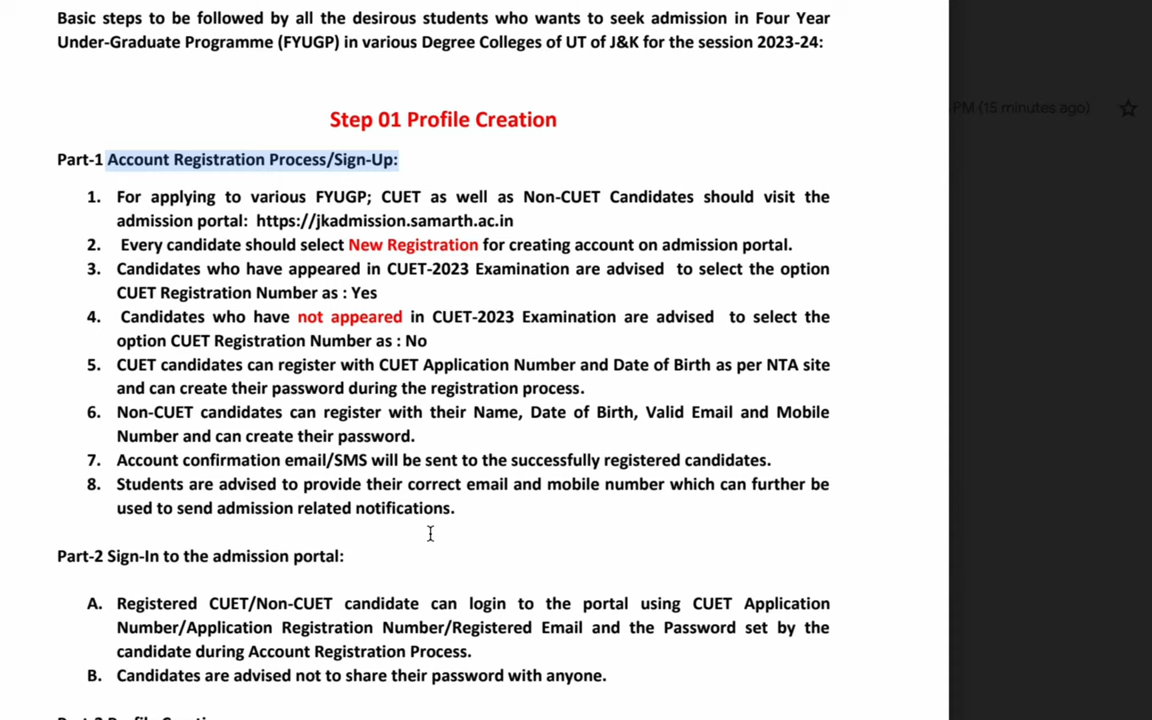 Basic steps to be followed by all the desirous students who wants to seek admission in Four Year
Under-Graduate Programme (FYUGP) in various Degree Colleges of UT of J&K for the session 2023-24:
PM (15 minutes ago)
Step 01 Profile Creation
Part-1 Account Registration Process/Sign-Up:
1. For applying to various FYUGP; CUET as well as Non-CUET Candidates should visit the
admission portal: https://jkadmission.samarth.ac.in
2. Every candidate should select New Registration for creating account on admission portal.
3. Candidates who have appeared in CUET-2023 Examination are advised to select the option
CUET Registration Number as : Yes
4. Candidates who have not appeared in CUET-2023 Examination are advised to select the
option CUET Registration Number as : No
5. CUET candidates can register with CUET Application Number and Date of Birth as per NTA site
and can create their password during the registration process.
6. Non-CUET candidates can register with their Name, Date of Birth, Valid Email and Mobile
Number and can create their password.
7. Account confirmation email/SMS will be sent to the successfully registered candidates.
8. Students are advised to provide their correct email and mobile number which can further be
used to send admission related notifications.
Part-2 Sign-In to the admission portal:
A. Registered CUET/Non-CUET candidate can login to the portal using CUET Application
Number/Application Registration Number/Registered Email and the Password set by the
candidate during Account Registration Process.
B. Candidates are advised not to share their password with anyone.